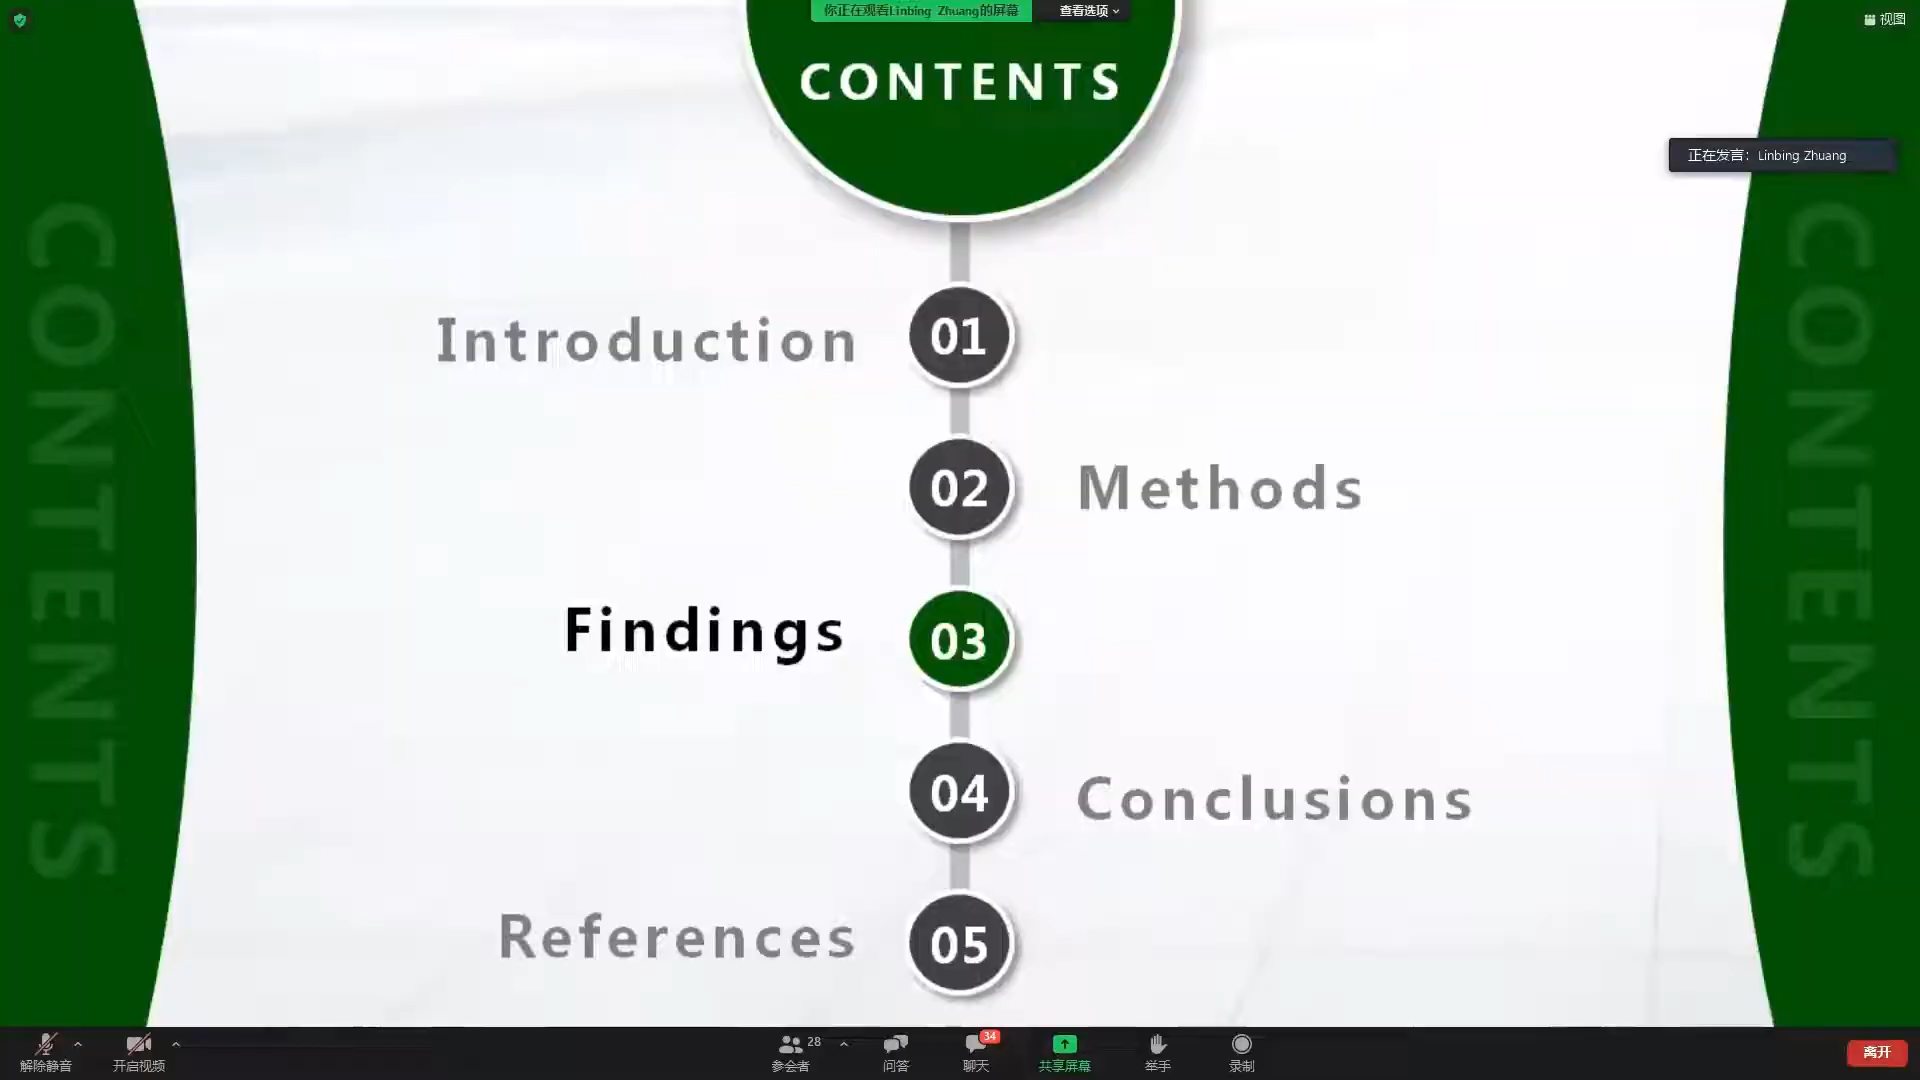 你正在观看Linbing Zhuang的屏幕
查看选项
视图
CONTENTS
正在发言: Linbing Zhuang
CONTENTS
CONTENTS
Introduction
01
02
Methods
Findings
03
04
Conclusions
References
05
解除静音
开启视频
28
参会者
问答
34
聊天
共享屏幕
举手
录制
离开